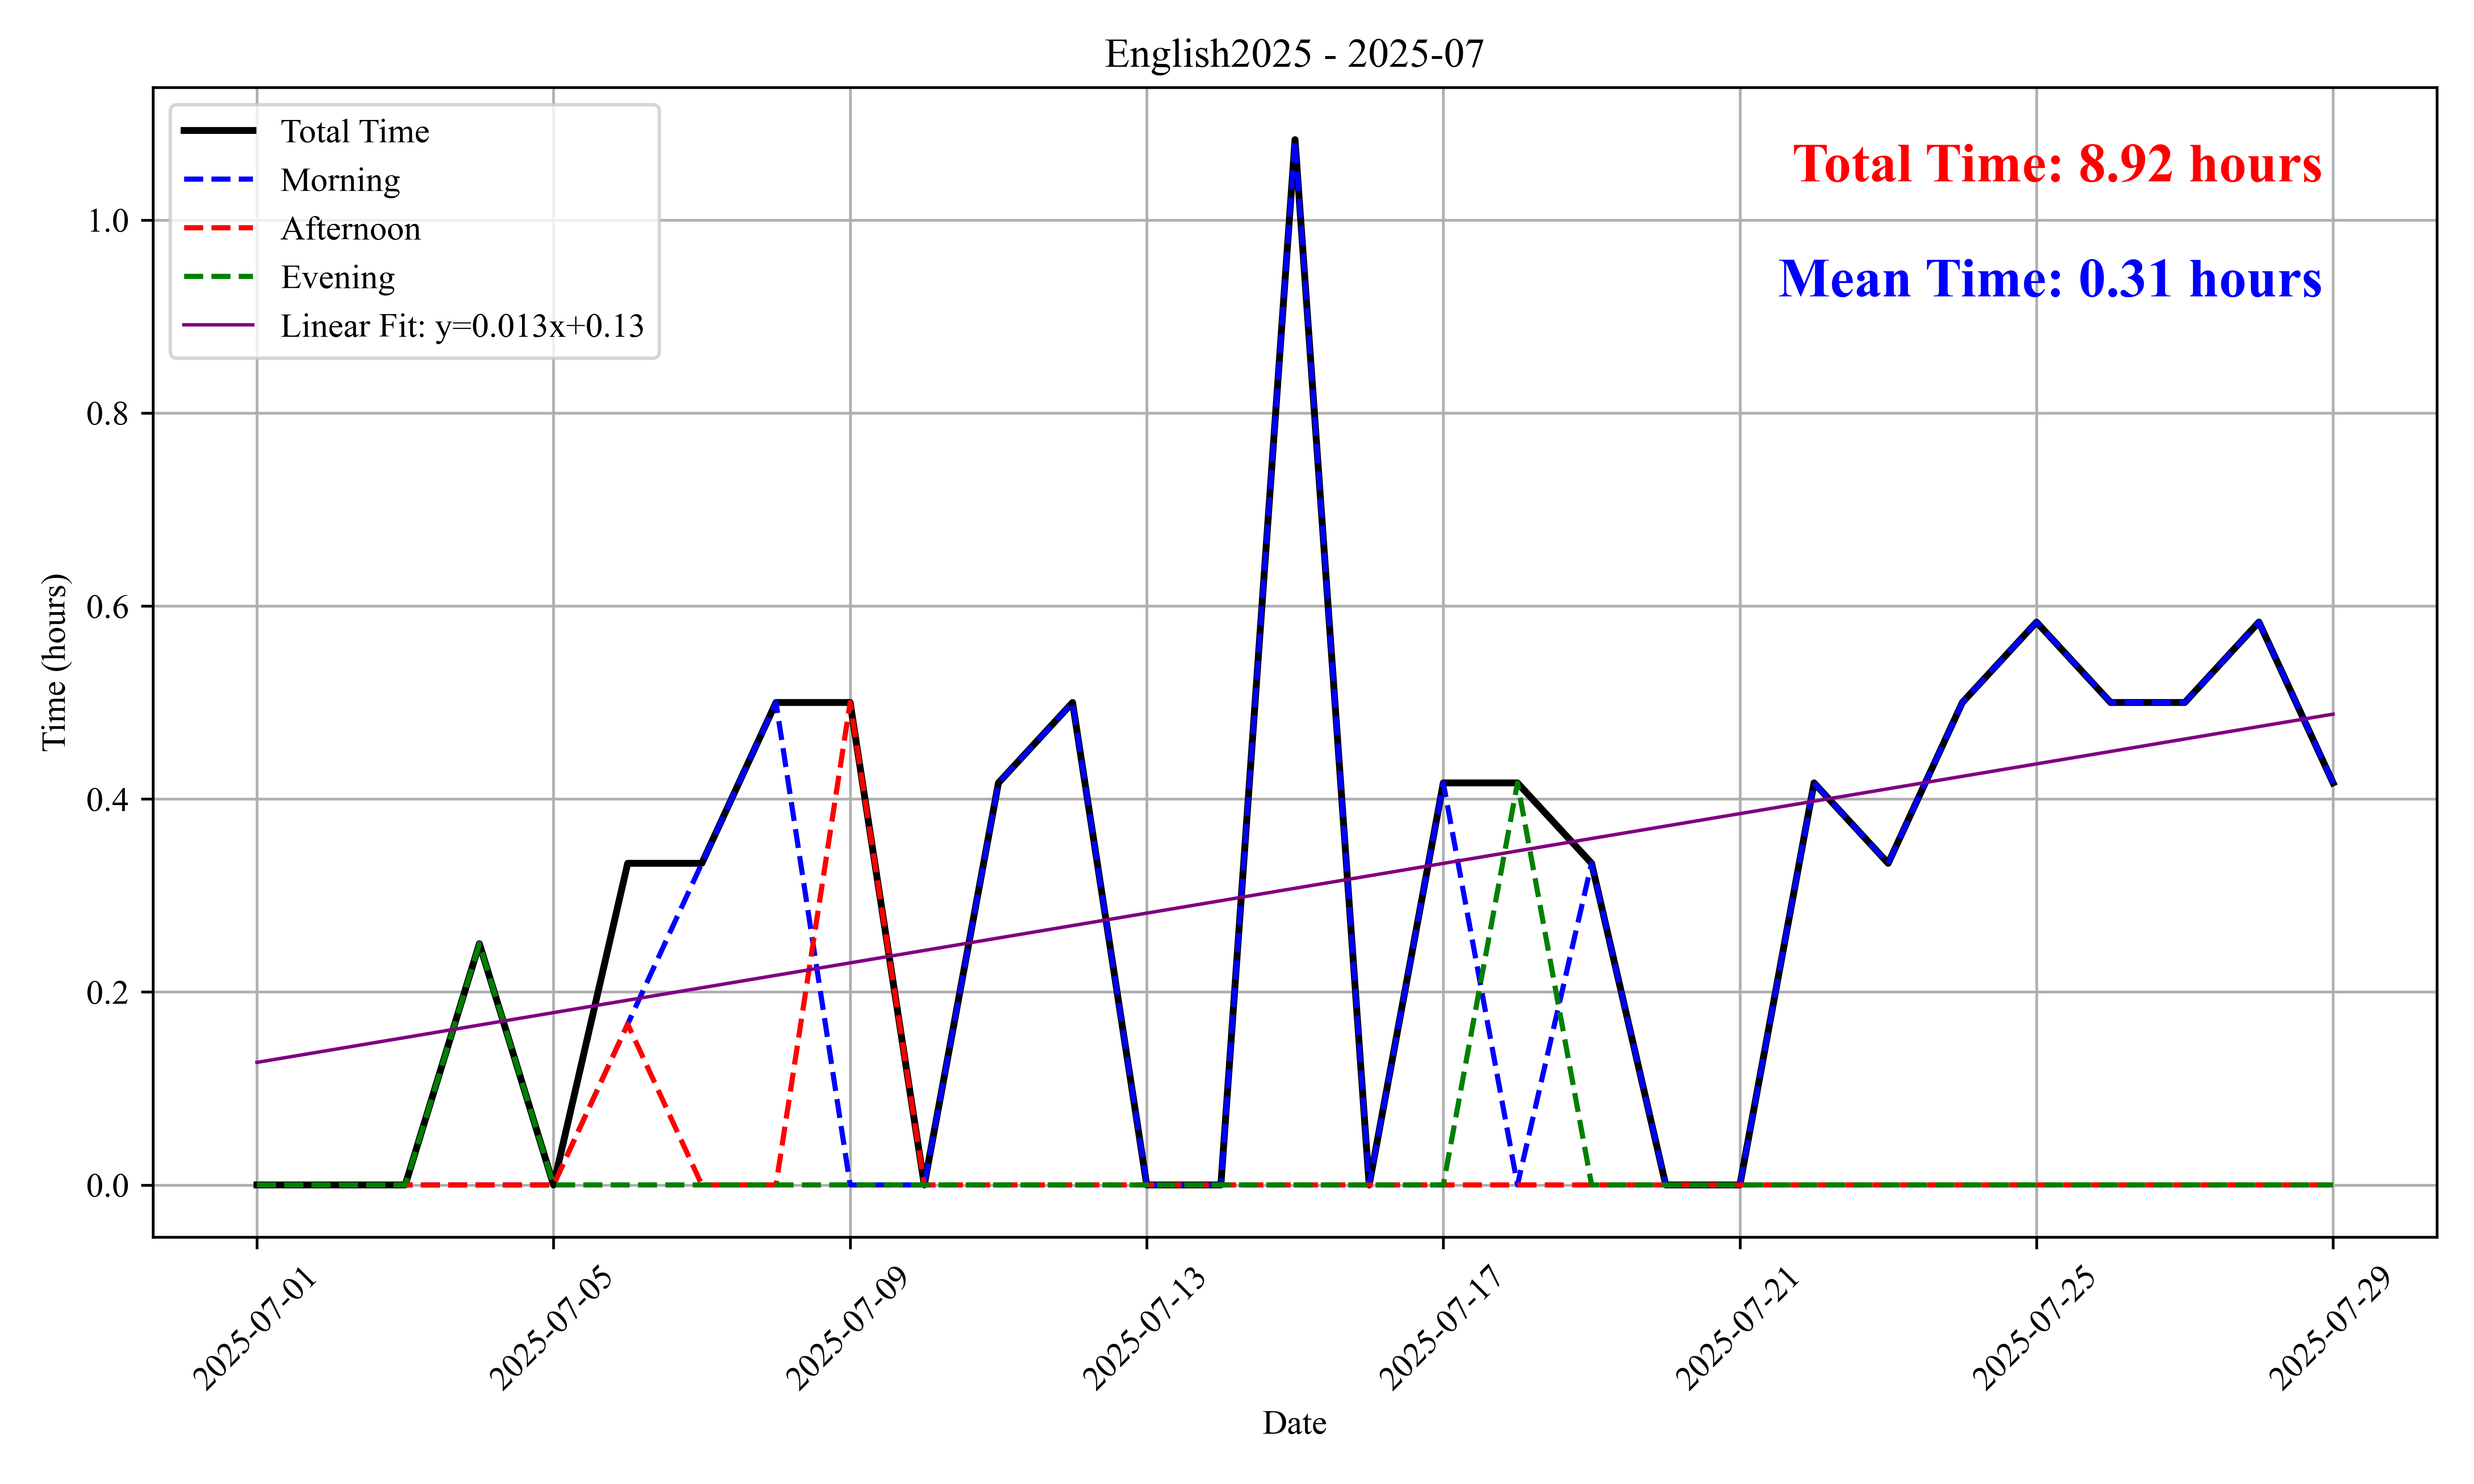 English2025 - 2025-07
Total Time
Morning
Afternoon
Evening
Linear Fit: y=0.013x+0.13
Total Time: 8.92 hours
Mean Time: 0.31 hours
Time (hours)
1.0
0.8
0.6
0.4
0.2
0.0
2025-07-01
2025-07-05
2025-07-09
2025-07-13
2025-07-17
2025-07-21
2025-07-25
2025-07-29
Date